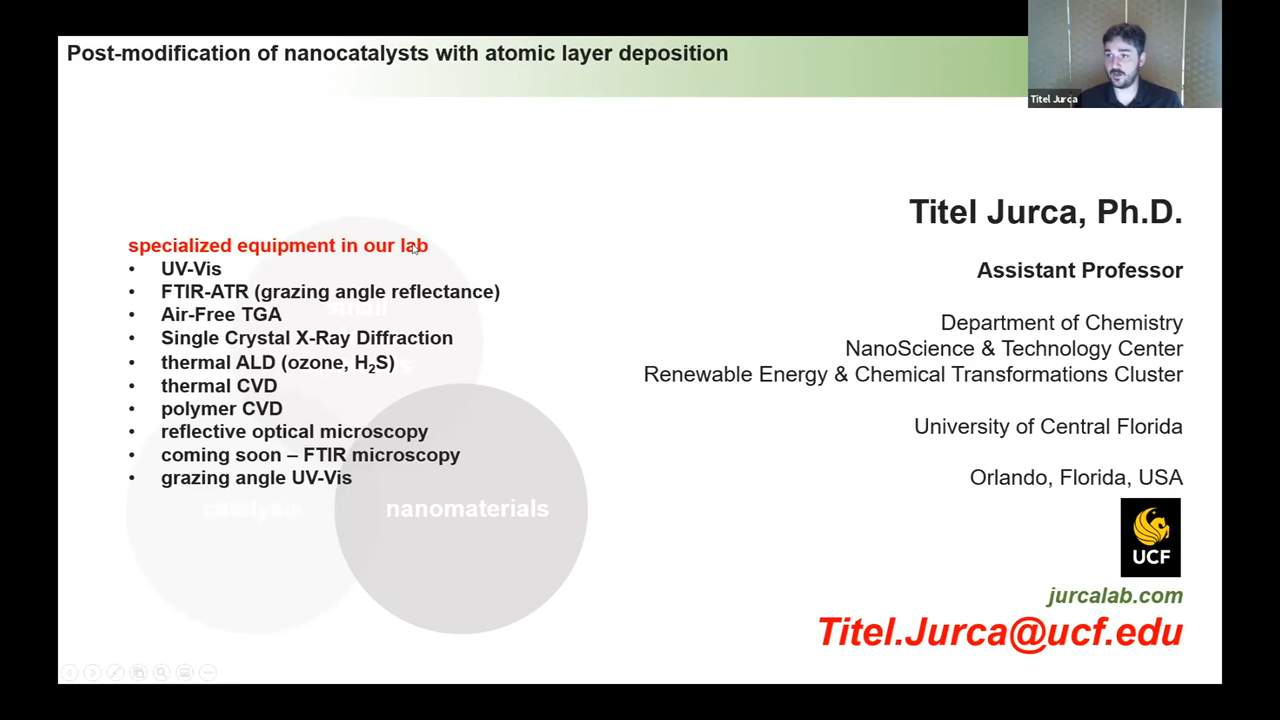 Post-modification of nanocatalysts with atomic layer deposition
Titel Jurca
Titel Jurca, Ph.D.
Assistant Professor
Department of Chemistry
NanoScience & Technology Center
Renewable Energy & Chemical Transformations Cluster
University of Central Florida
Orlando, Florida, USA
UCF
jurcalab.com
Titel.Jurca@ucf.edu
specialized equipment in our lab
• UV-Vis
• FTIR-ATR (grazing angle reflectance)
• Air-Free TGA
• Single Crystal X-Ray Diffraction
• thermal ALD (ozone, H₂S)
• thermal CVD
• polymer CVD
• reflective optical microscopy
• coming soon – FTIR microscopy
• grazing angle UV-Vis
small
catalysis
nanomaterials